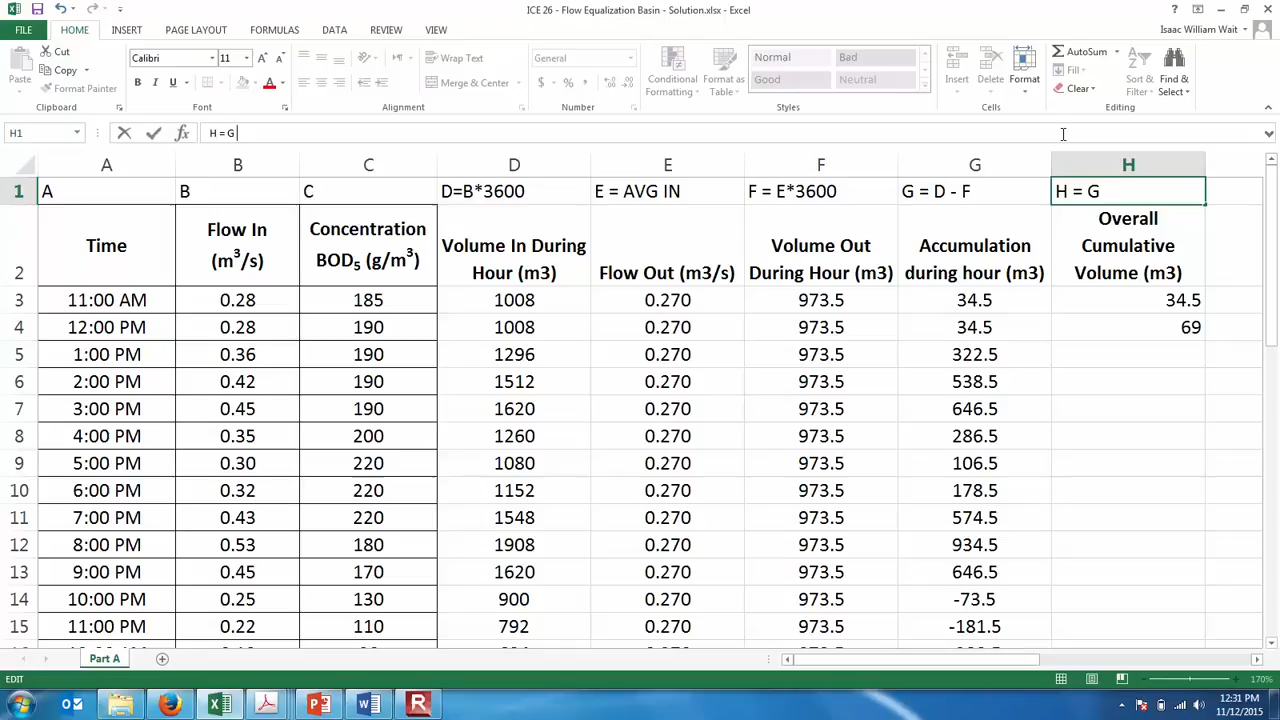 ICE 26 - Flow Equalization Basin - Solution.xlsx - Excel
FILE HOME INSERT PAGE LAYOUT FORMULAS DATA REVIEW VIEW Isaac William Wait
Paste Cut Copy Format Painter Clipboard
Calibri 11 B I U A Font
Wrap Text Merge & Center Alignment
General $ % , Number
Conditional Formatting Format as Table Normal Bad Good Neutral Styles
Insert Delete Format Cells
AutoSum Fill Clear Sort & Filter Find & Select Editing
H1 fx H = G
A B C D E F G H
1 A B C D=B*3600 E = AVG IN F = E*3600 G = D - F H = G
2 Time Flow In (m3/s) Concentration BOD5 (g/m3) Volume In During Hour (m3) Flow Out (m3/s) Volume Out During Hour (m3) Accumulation during hour (m3) Overall Cumulative Volume (m3)
3 11:00 AM 0.28 185 1008 0.270 973.5 34.5 34.5
4 12:00 PM 0.28 190 1008 0.270 973.5 34.5 69
5 1:00 PM 0.36 190 1296 0.270 973.5 322.5
6 2:00 PM 0.42 190 1512 0.270 973.5 538.5
7 3:00 PM 0.45 190 1620 0.270 973.5 646.5
8 4:00 PM 0.35 200 1260 0.270 973.5 286.5
9 5:00 PM 0.30 220 1080 0.270 973.5 106.5
10 6:00 PM 0.32 220 1152 0.270 973.5 178.5
11 7:00 PM 0.43 220 1548 0.270 973.5 574.5
12 8:00 PM 0.53 180 1908 0.270 973.5 934.5
13 9:00 PM 0.45 170 1620 0.270 973.5 646.5
14 10:00 PM 0.25 130 900 0.270 973.5 -73.5
15 11:00 PM 0.22 110 792 0.270 973.5 -181.5
Part A
EDIT 170%
12:31 PM
11/12/2015